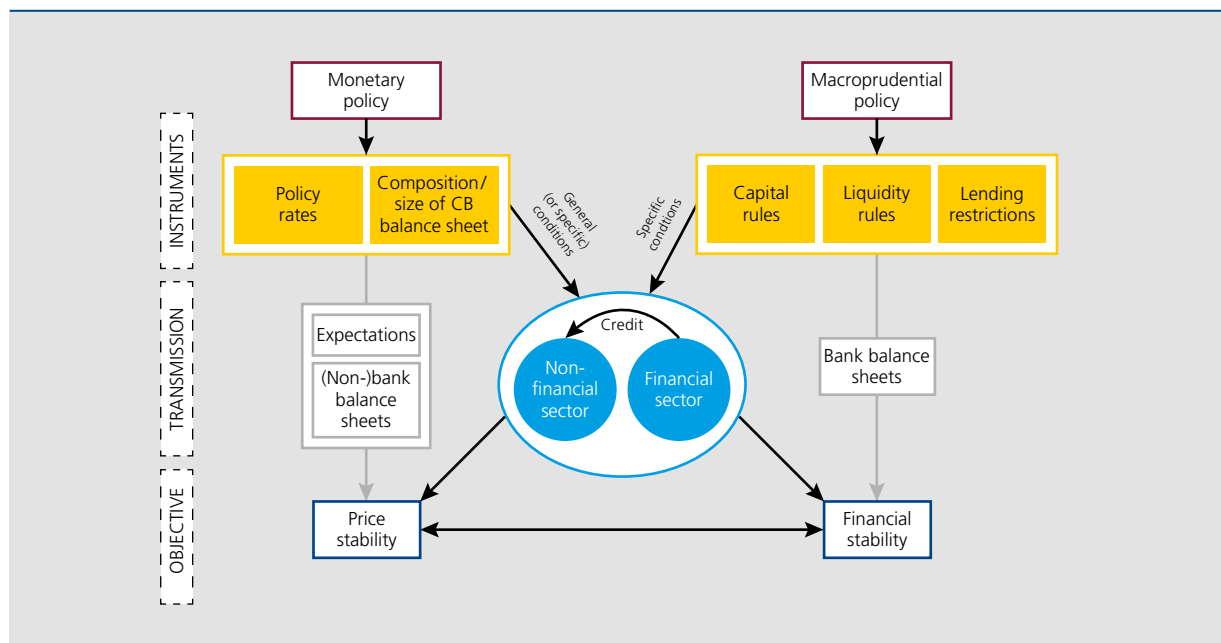 Monetary
policy
Macroprudential
policy
INSTRUMENTS
Policy
rates
Composition/
size of CB
balance sheet
General
(or specific)
conditions
Specific
condtions
Capital
rules
Liquidity
rules
Lending
restrictions
TRANSMISSION
Expectations
(Non-)bank
balance
sheets
Credit
Non-
financial
sector
Financial
sector
Bank balance
sheets
OBJECTIVE
Price
stability
Financial
stability